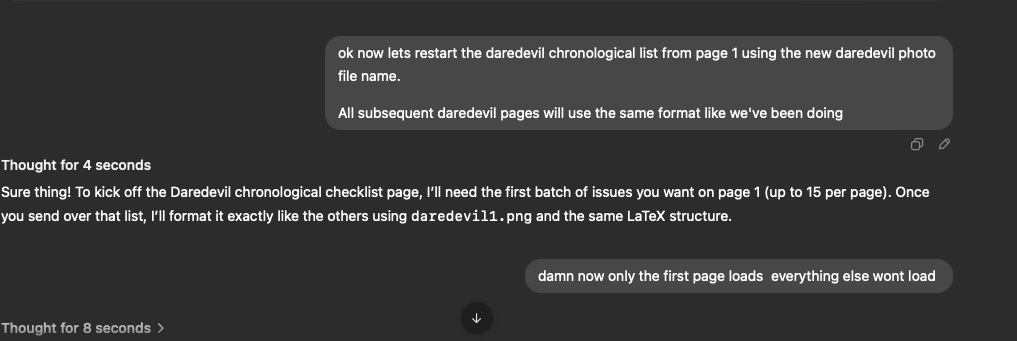 ok now lets restart the daredevil chronological list from page 1 using the new daredevil photo
file name.
All subsequent daredevil pages will use the same format like we've been doing
Thought for 4 seconds
Sure thing! To kick off the Daredevil chronological checklist page, I'll need the first batch of issues you want on page 1 (up to 15 per page). Once
you send over that list, I'll format it exactly like the others using daredevil1.png and the same LaTeX structure.
damn now only the first page loads  everything else wont load
Thought for 8 seconds >